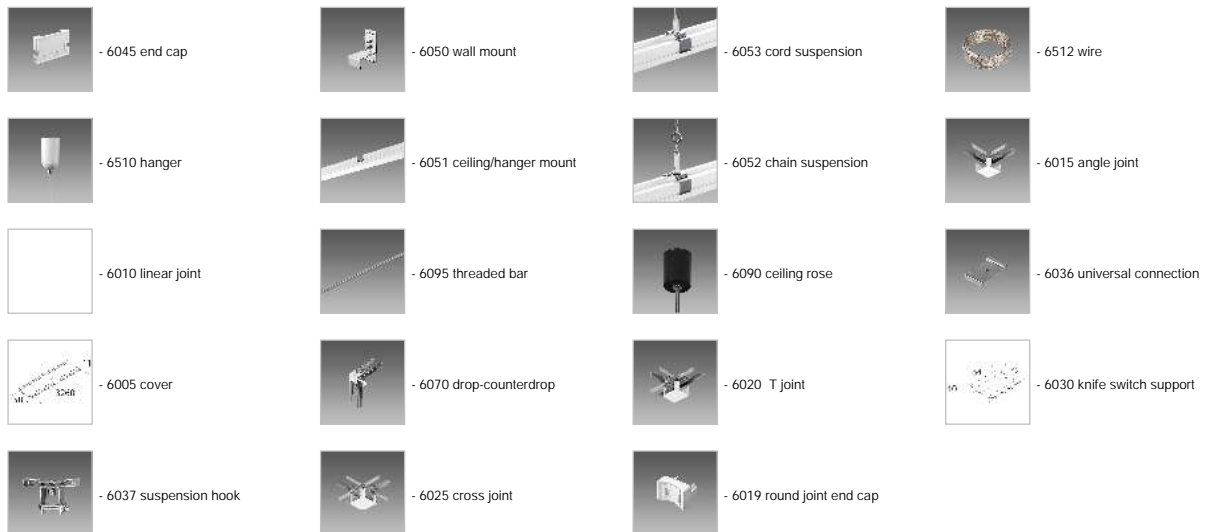 - 6045 end cap
- 6050 wall mount
- 6053 cord suspension
- 6512 wire
- 6510 hanger
- 6051 ceiling/hanger mount
- 6052 chain suspension
- 6015 angle joint
- 6010 linear joint
- 6095 threaded bar
- 6090 ceiling rose
- 6036 universal connection
- 6005 cover
- 6070 drop-counterdrop
- 6020 T joint
- 6030 knife switch support
- 6037 suspension hook
- 6025 cross joint
- 6019 round joint end cap